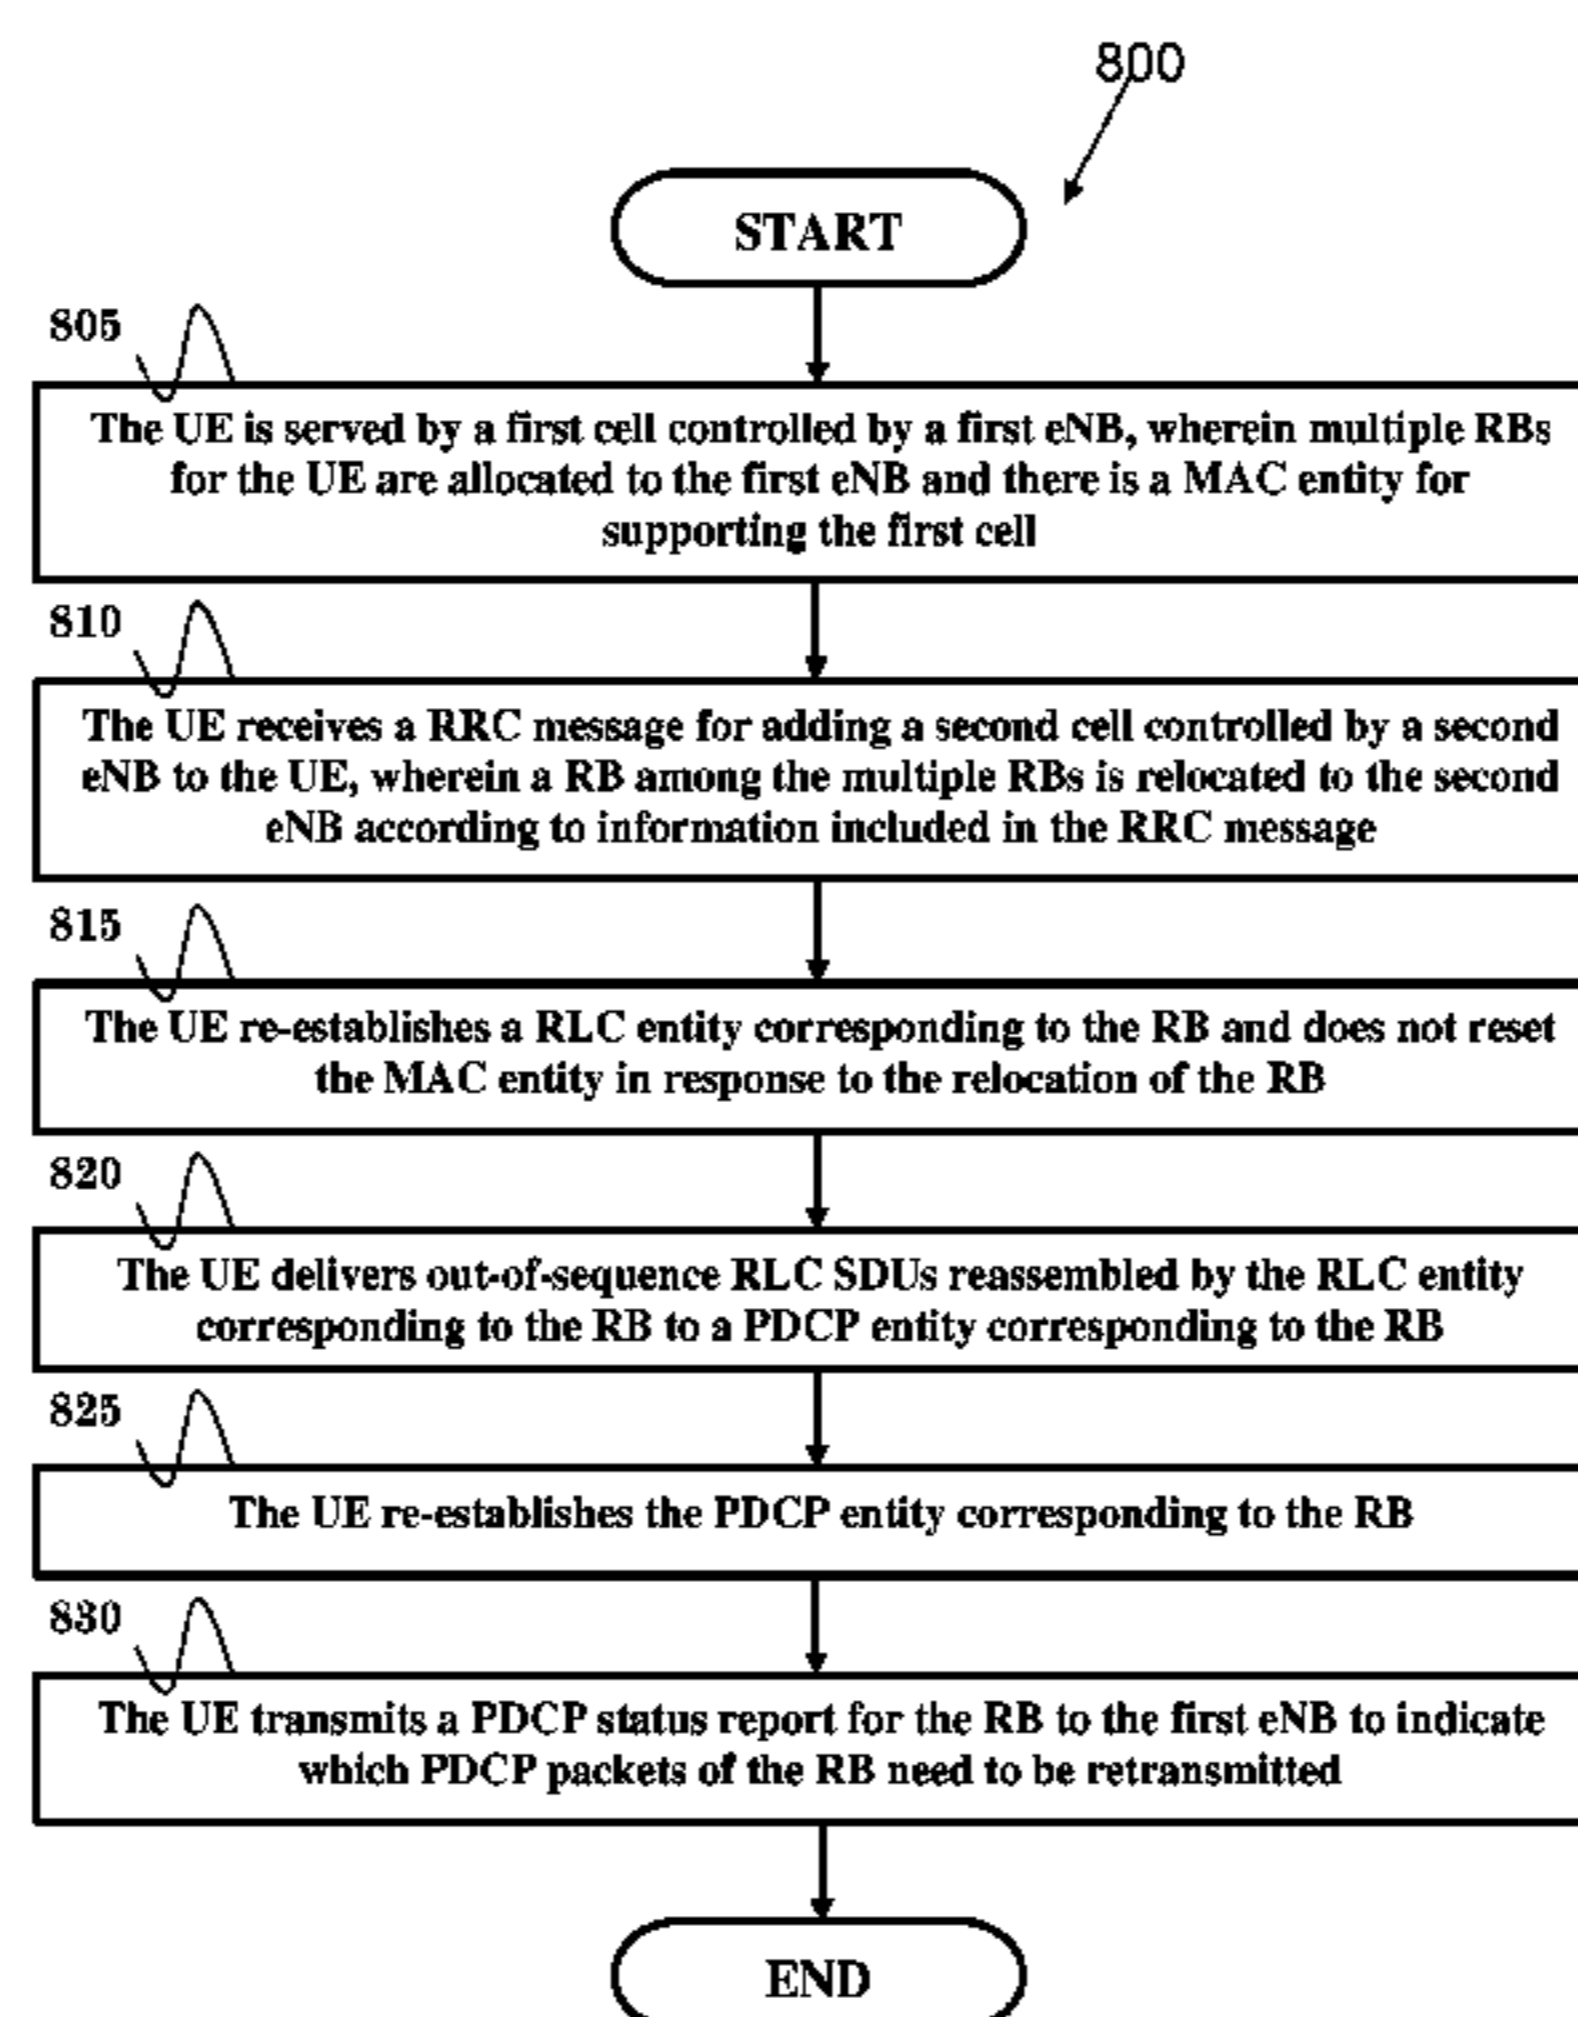 800
START
805
The UE is served by a first cell controlled by a first eNB, wherein multiple RBs
for the UE are allocated to the first eNB and there is a MAC entity for
supporting the first cell
810
The UE receives a RRC message for adding a second cell controlled by a second
eNB to the UE, wherein a RB among the multiple RBs is relocated to the second
eNB according to information included in the RRC message
815
The UE re-establishes a RLC entity corresponding to the RB and does not reset
the MAC entity in response to the relocation of the RB
820
The UE delivers out-of-sequence RLC SDUs reassembled by the RLC entity
corresponding to the RB to a PDCP entity corresponding to the RB
825
The UE re-establishes the PDCP entity corresponding to the RB
830
The UE transmits a PDCP status report for the RB to the first eNB to indicate
which PDCP packets of the RB need to be retransmitted
END